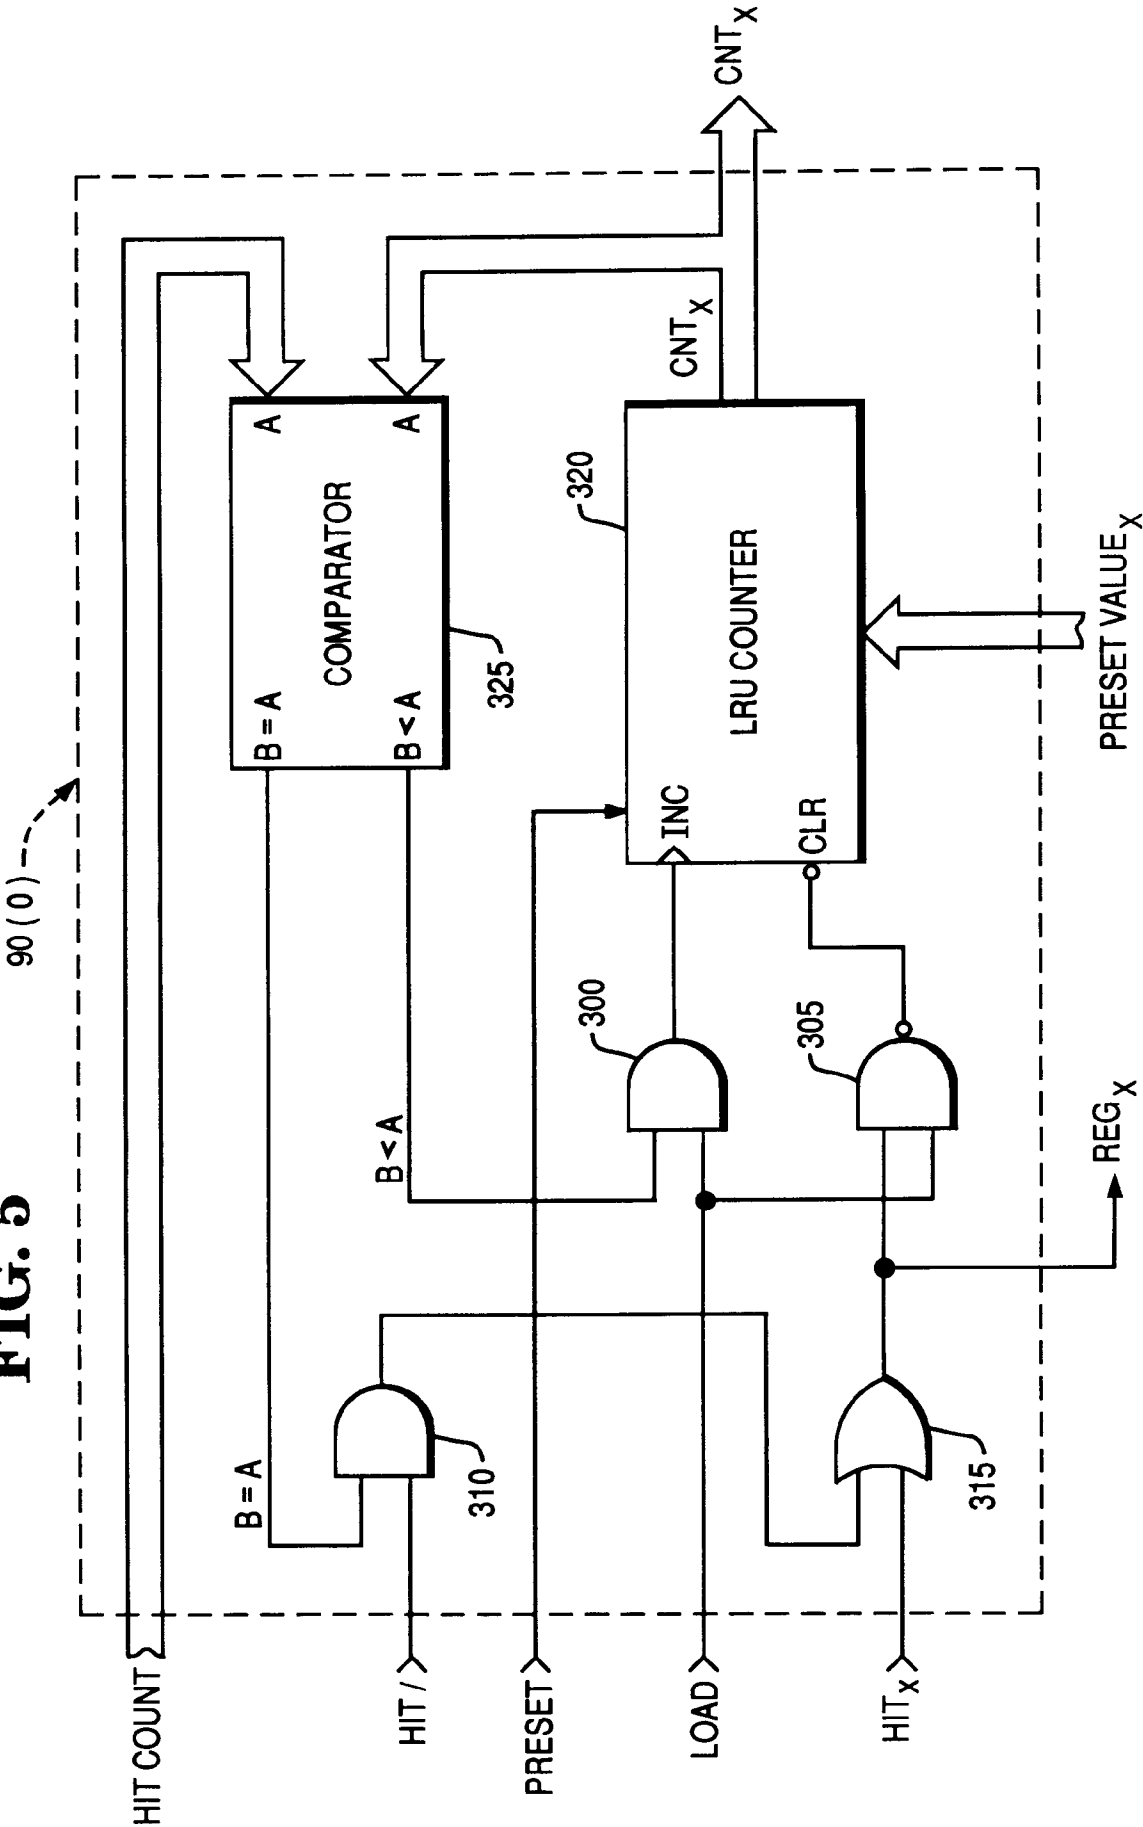 FIG. 5
90(0)
HIT COUNT
HIT/
PRESET
LOAD
HITX
B=A
B<A
310
315
300
305
B=A
B<A
COMPARATOR
A
A
325
320
INC
CLR
LRU COUNTER
CNTX
CNTX
REGX
PRESET VALUEX